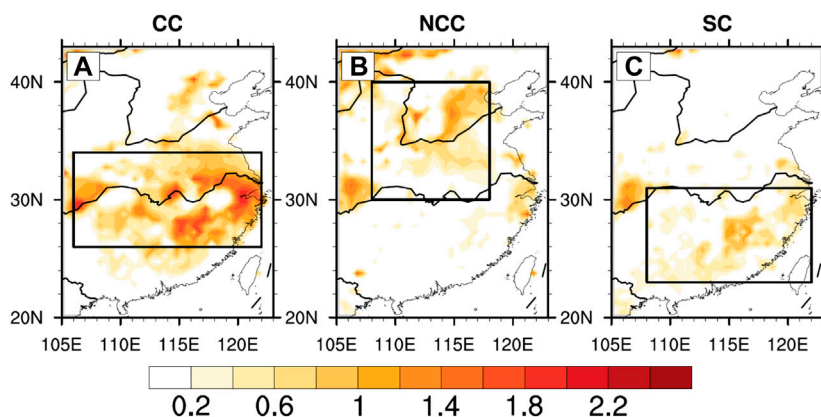 CC NCC SC
A B C
40N 40N 40N
30N 30N 30N
20N 20N 20N
105E 110E 115E 120E 105E 110E 115E 120E 105E 110E 115E 120E
0.2 0.6 1 1.4 1.8 2.2